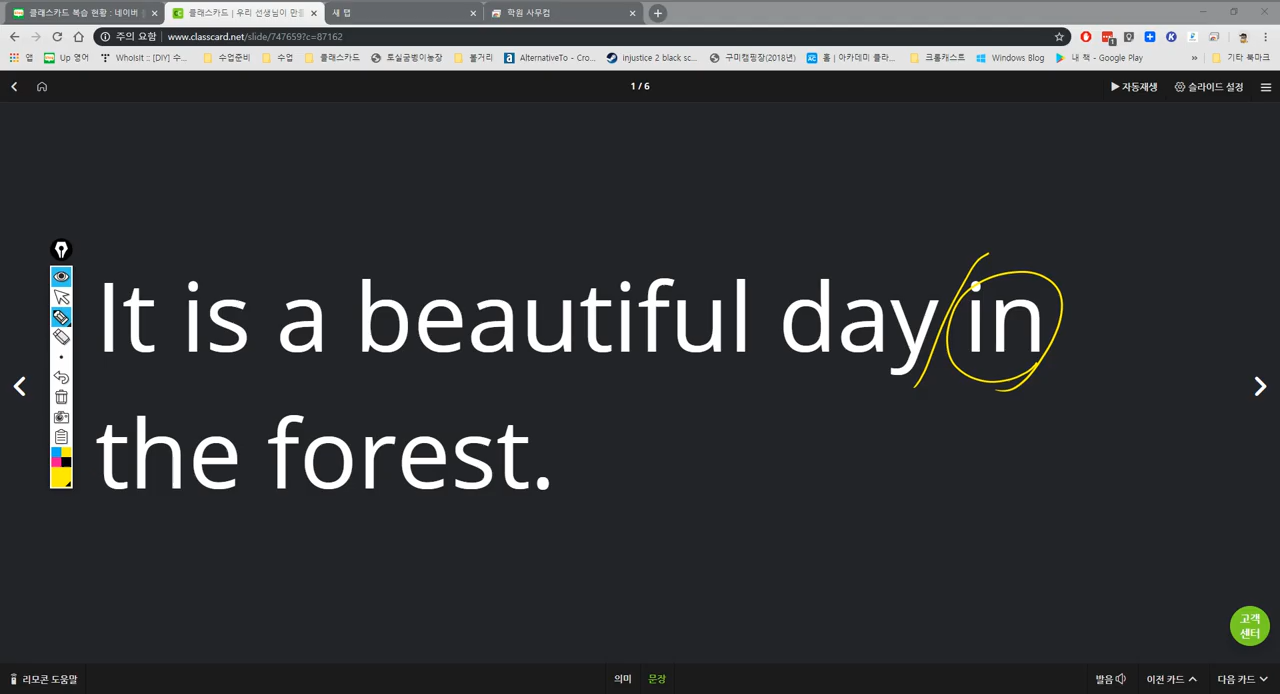 클래스카드 복습 현황 : 네이버
클래스카드 | 우리 선생님이 만든
새 탭
학원 사무컴
주의 요함 | www.classcard.net/slide/747659?c=87162
앱
Up 영어
WhoIsIt :: [DIY] 수...
수업준비
수업
클래스카드
토실굼벵이농장
볼거리
AlternativeTo - Cro...
injustice 2 black sc...
구미캠핑장(2018년)
홈 | 아카데미 클라...
크롬캐스트
Windows Blog
내 책 - Google Play
»
기타 북마크
1 / 6
자동재생
슬라이드 설정
It is a beautiful day in
the forest.
고객
센터
리모콘 도움말
의미
문장
발음
이전 카드
다음 카드